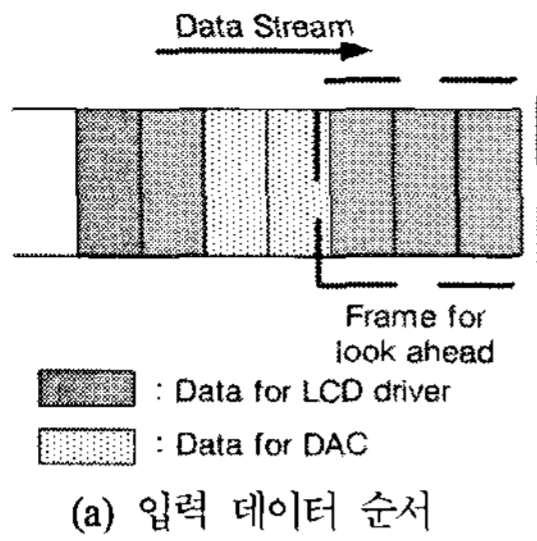 Data Stream
Frame for
look ahead
: Data for LCD driver
: Data for DAC
(a) 입력 데이터 순서